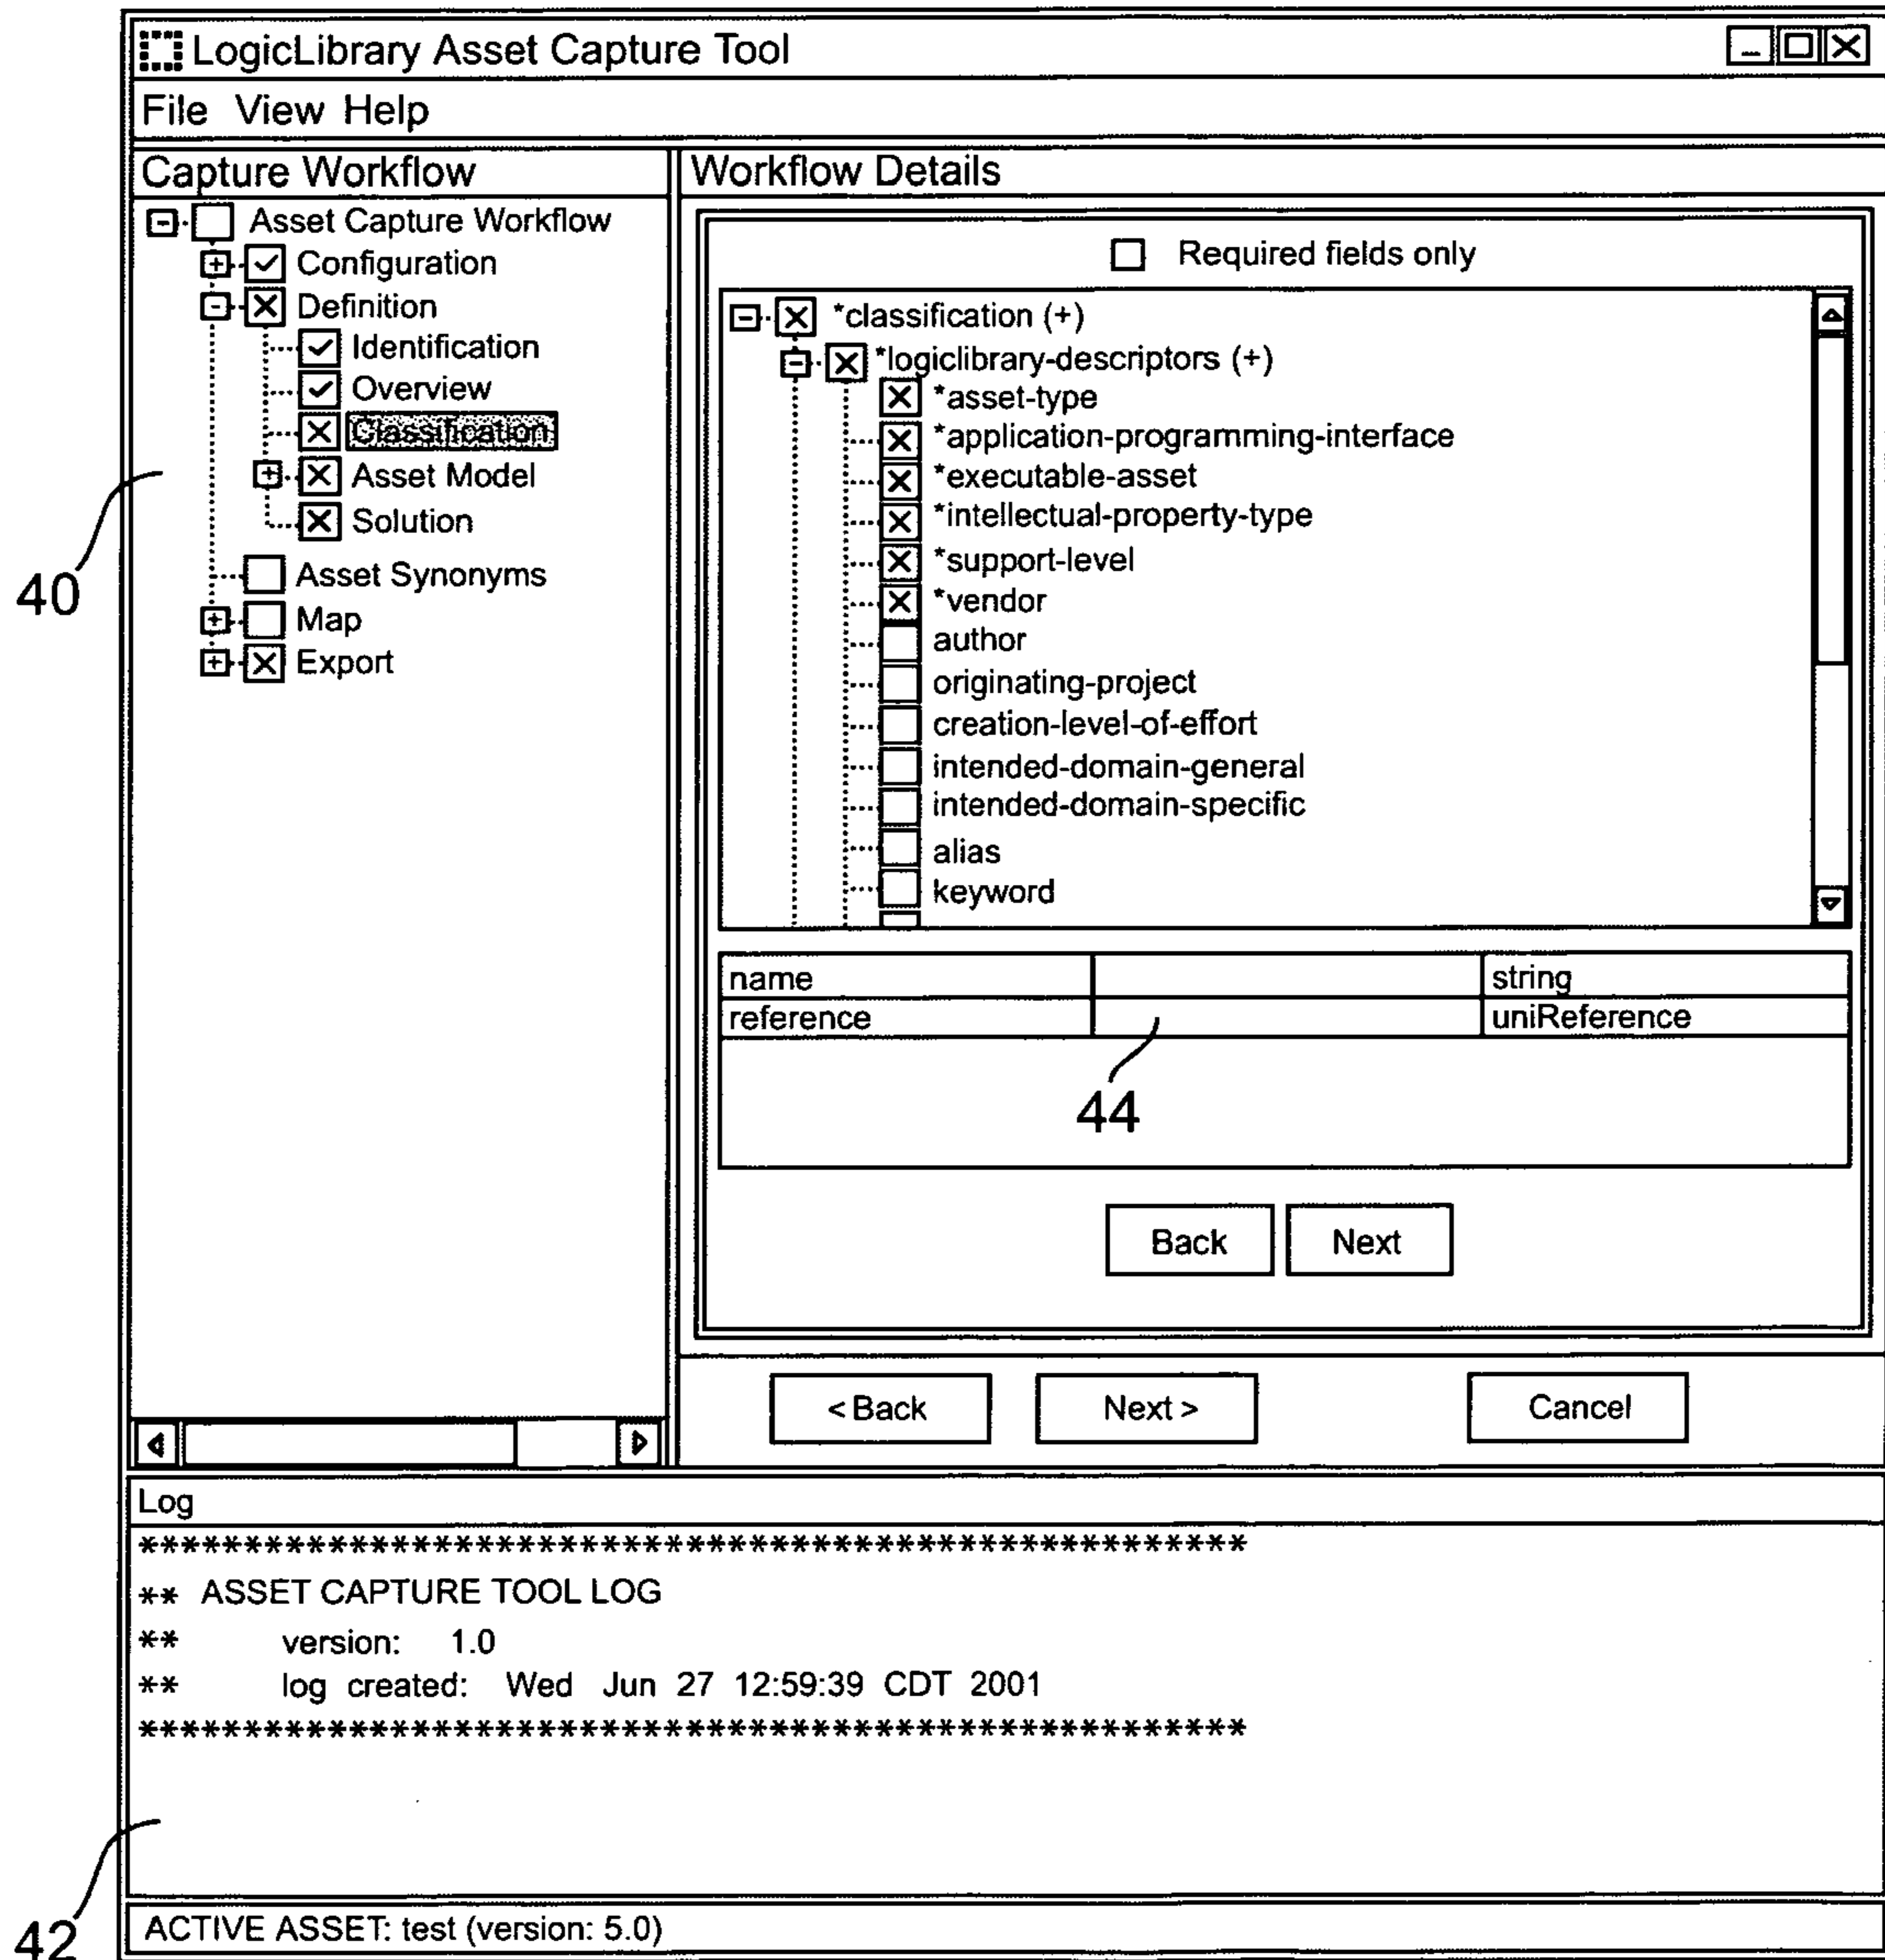 LogicLibrary Asset Capture Tool
File View Help
Capture Workflow
Asset Capture Workflow
Configuration
Definition
Identification
Overview
Classification
Asset Model
Solution
Asset Synonyms
Map
Export
40
Workflow Details
Required fields only
*classification (+)
*logiclibrary-descriptors (+)
*asset-type
*application-programming-interface
*executable-asset
*intellectual-property-type
*support-level
*vendor
author
originating-project
creation-level-of-effort
intended-domain-general
intended-domain-specific
alias
keyword
name string
reference uniReference
44
Back Next
< Back Next > Cancel
Log
*****************************************************
** ASSET CAPTURE TOOL LOG
** version: 1.0
** log created: Wed Jun 27 12:59:39 CDT 2001
*****************************************************
42
ACTIVE ASSET: test (version: 5.0)